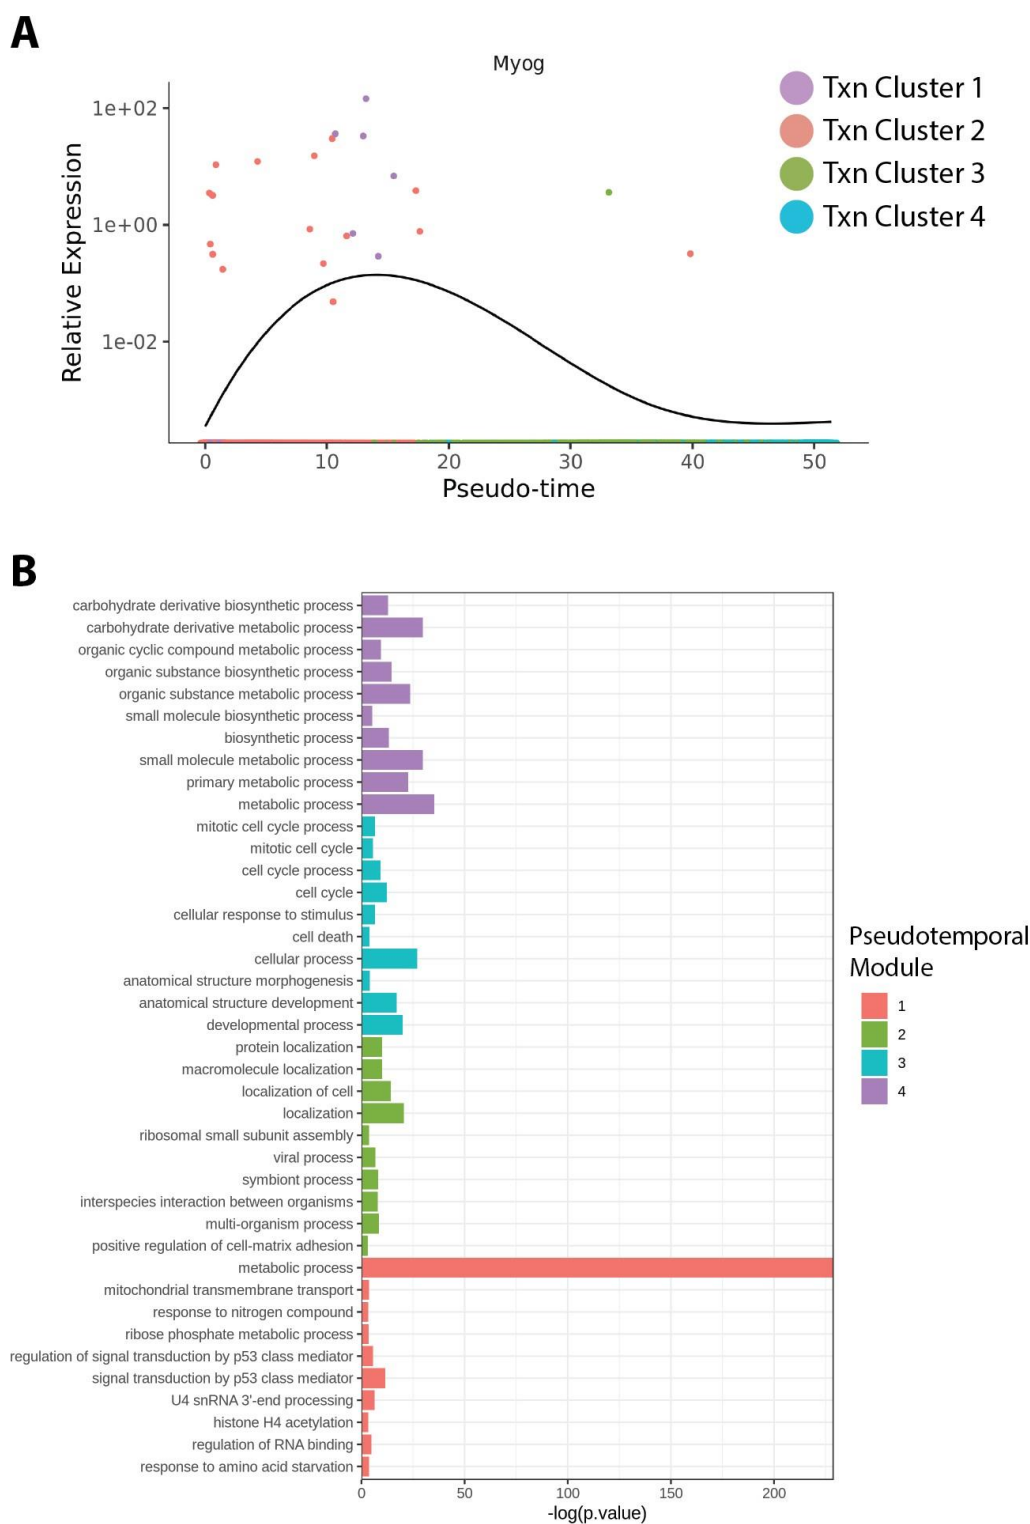 A
Myog
Txn Cluster 1
Txn Cluster 2
Txn Cluster 3
Txn Cluster 4
Relative Expression
1e+02
1e+00
1e-02
0 10 20 30 40 50
Pseudo-time
B
carbohydrate derivative biosynthetic process
carbohydrate derivative metabolic process
organic cyclic compound metabolic process
organic substance biosynthetic process
organic substance metabolic process
small molecule biosynthetic process
biosynthetic process
small molecule metabolic process
primary metabolic process
metabolic process
mitotic cell cycle process
mitotic cell cycle
cell cycle process
cell cycle
cellular response to stimulus
cell death
cellular process
anatomical structure morphogenesis
anatomical structure development
developmental process
protein localization
macromolecule localization
localization of cell
localization
ribosomal small subunit assembly
viral process
symbiont process
interspecies interaction between organisms
multi-organism process
positive regulation of cell-matrix adhesion
metabolic process
mitochondrial transmembrane transport
response to nitrogen compound
ribose phosphate metabolic process
regulation of signal transduction by p53 class mediator
signal transduction by p53 class mediator
U4 snRNA 3'-end processing
histone H4 acetylation
regulation of RNA binding
response to amino acid starvation
0 50 100 150 200
-log(p.value)
Pseudotemporal
Module
1
2
3
4